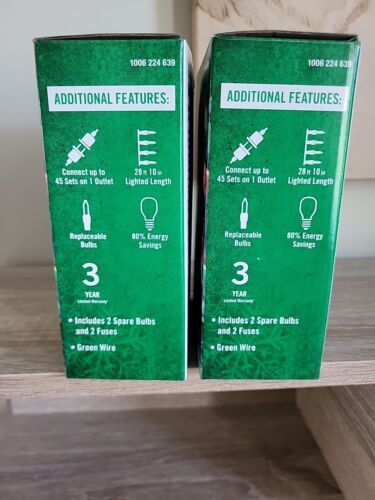 1006 224 639
ADDITIONAL FEATURES:
Connect up to
45 Sets on 1 Outlet
28 ft 10 in
Lighted Length
Replaceable
Bulbs
80% Energy
Savings
3
YEAR
Limited Warranty*
• Includes 2 Spare Bulbs
and 2 Fuses
• Green Wire
1006 224 639
ADDITIONAL FEATURES:
Connect up to
45 Sets on 1 Outlet
28 ft 10 in
Lighted Length
Replaceable
Bulbs
80% Energy
Savings
3
YEAR
Limited Warranty*
• Includes 2 Spare Bulbs
and 2 Fuses
• Green Wire